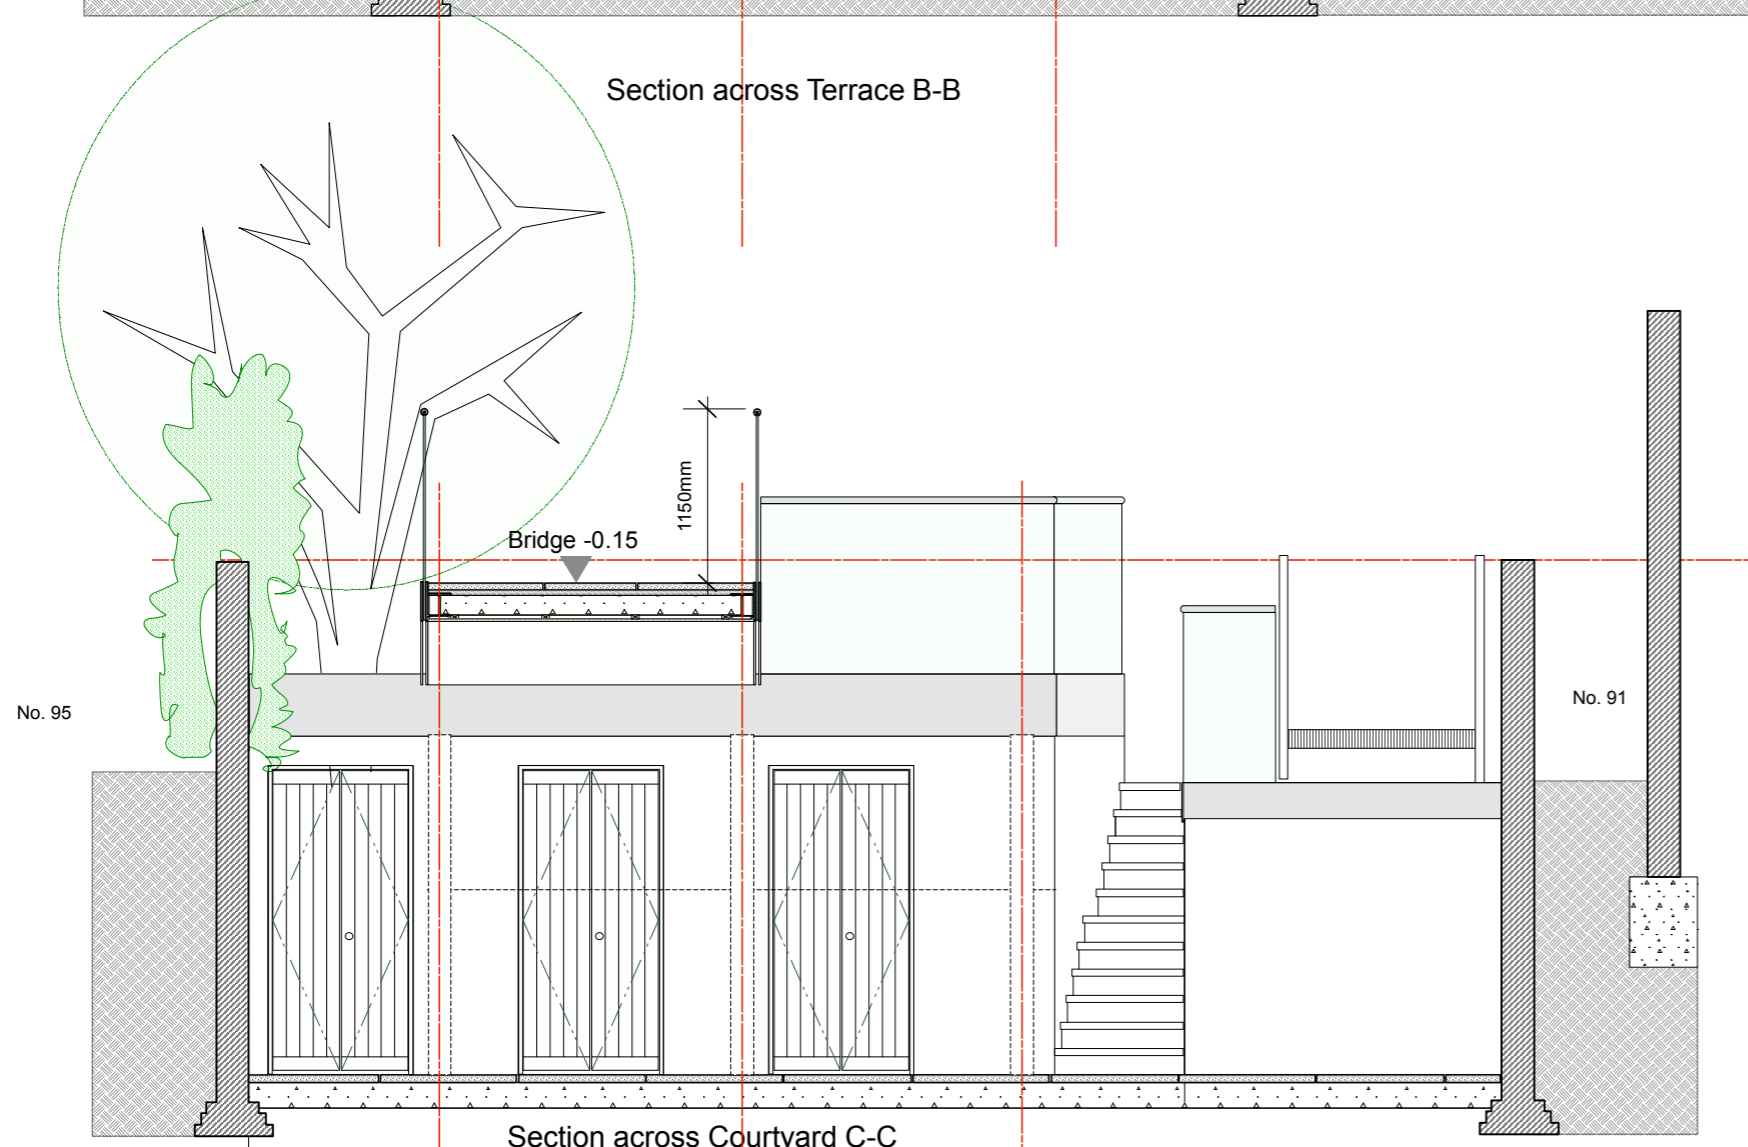 Section across Terrace B-B
1150mm
Bridge -0.15
No. 95
No. 91
Section across Courtyard C-C